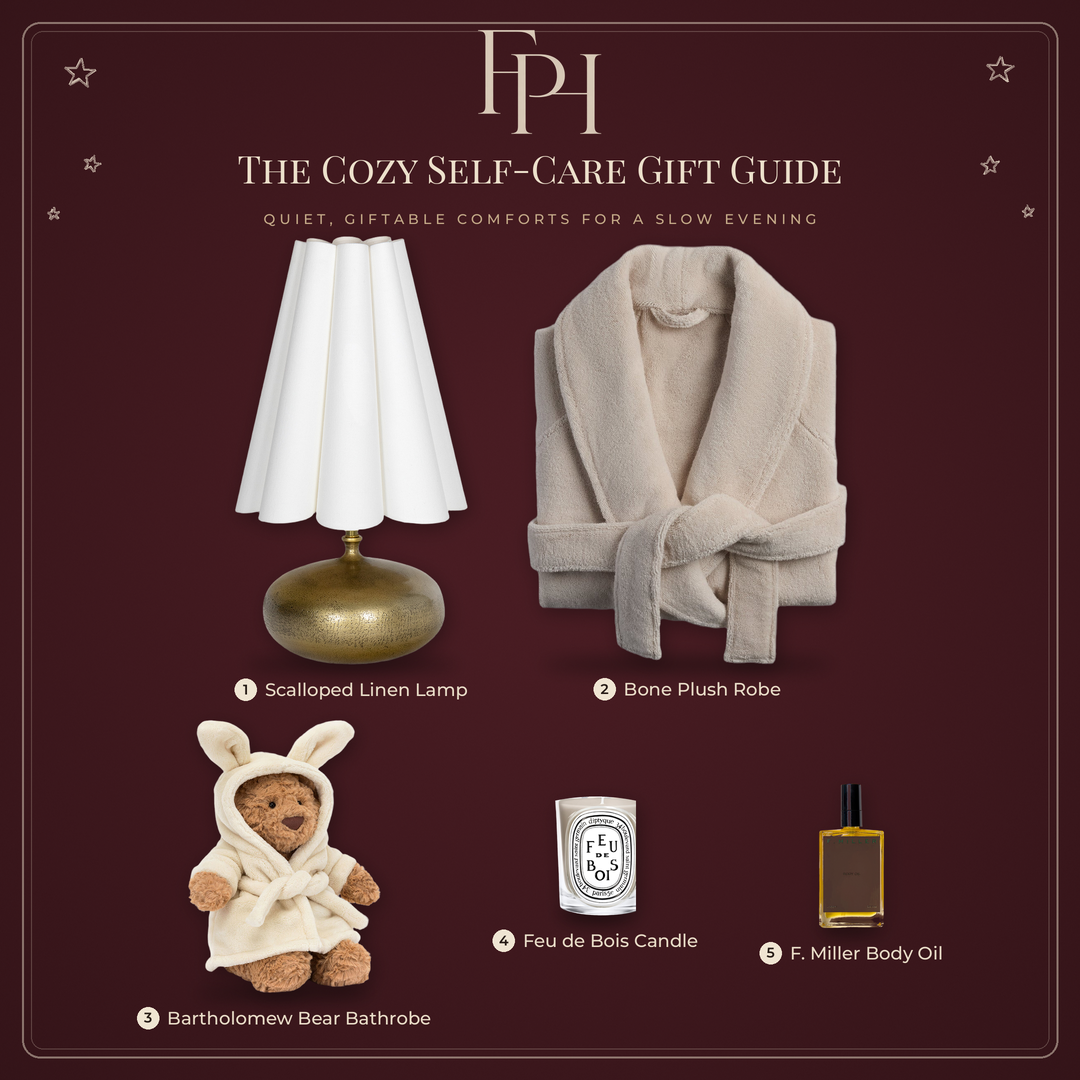 FPH
The Cozy Self-Care Gift Guide
QUIET, GIFTABLE COMFORTS FOR A SLOW EVENING
1 Scalloped Linen Lamp
2 Bone Plush Robe
diptyque
FEU
DE
BOIS
paris 5e
3 Bartholomew Bear Bathrobe
4 Feu de Bois Candle
5 F. Miller Body Oil